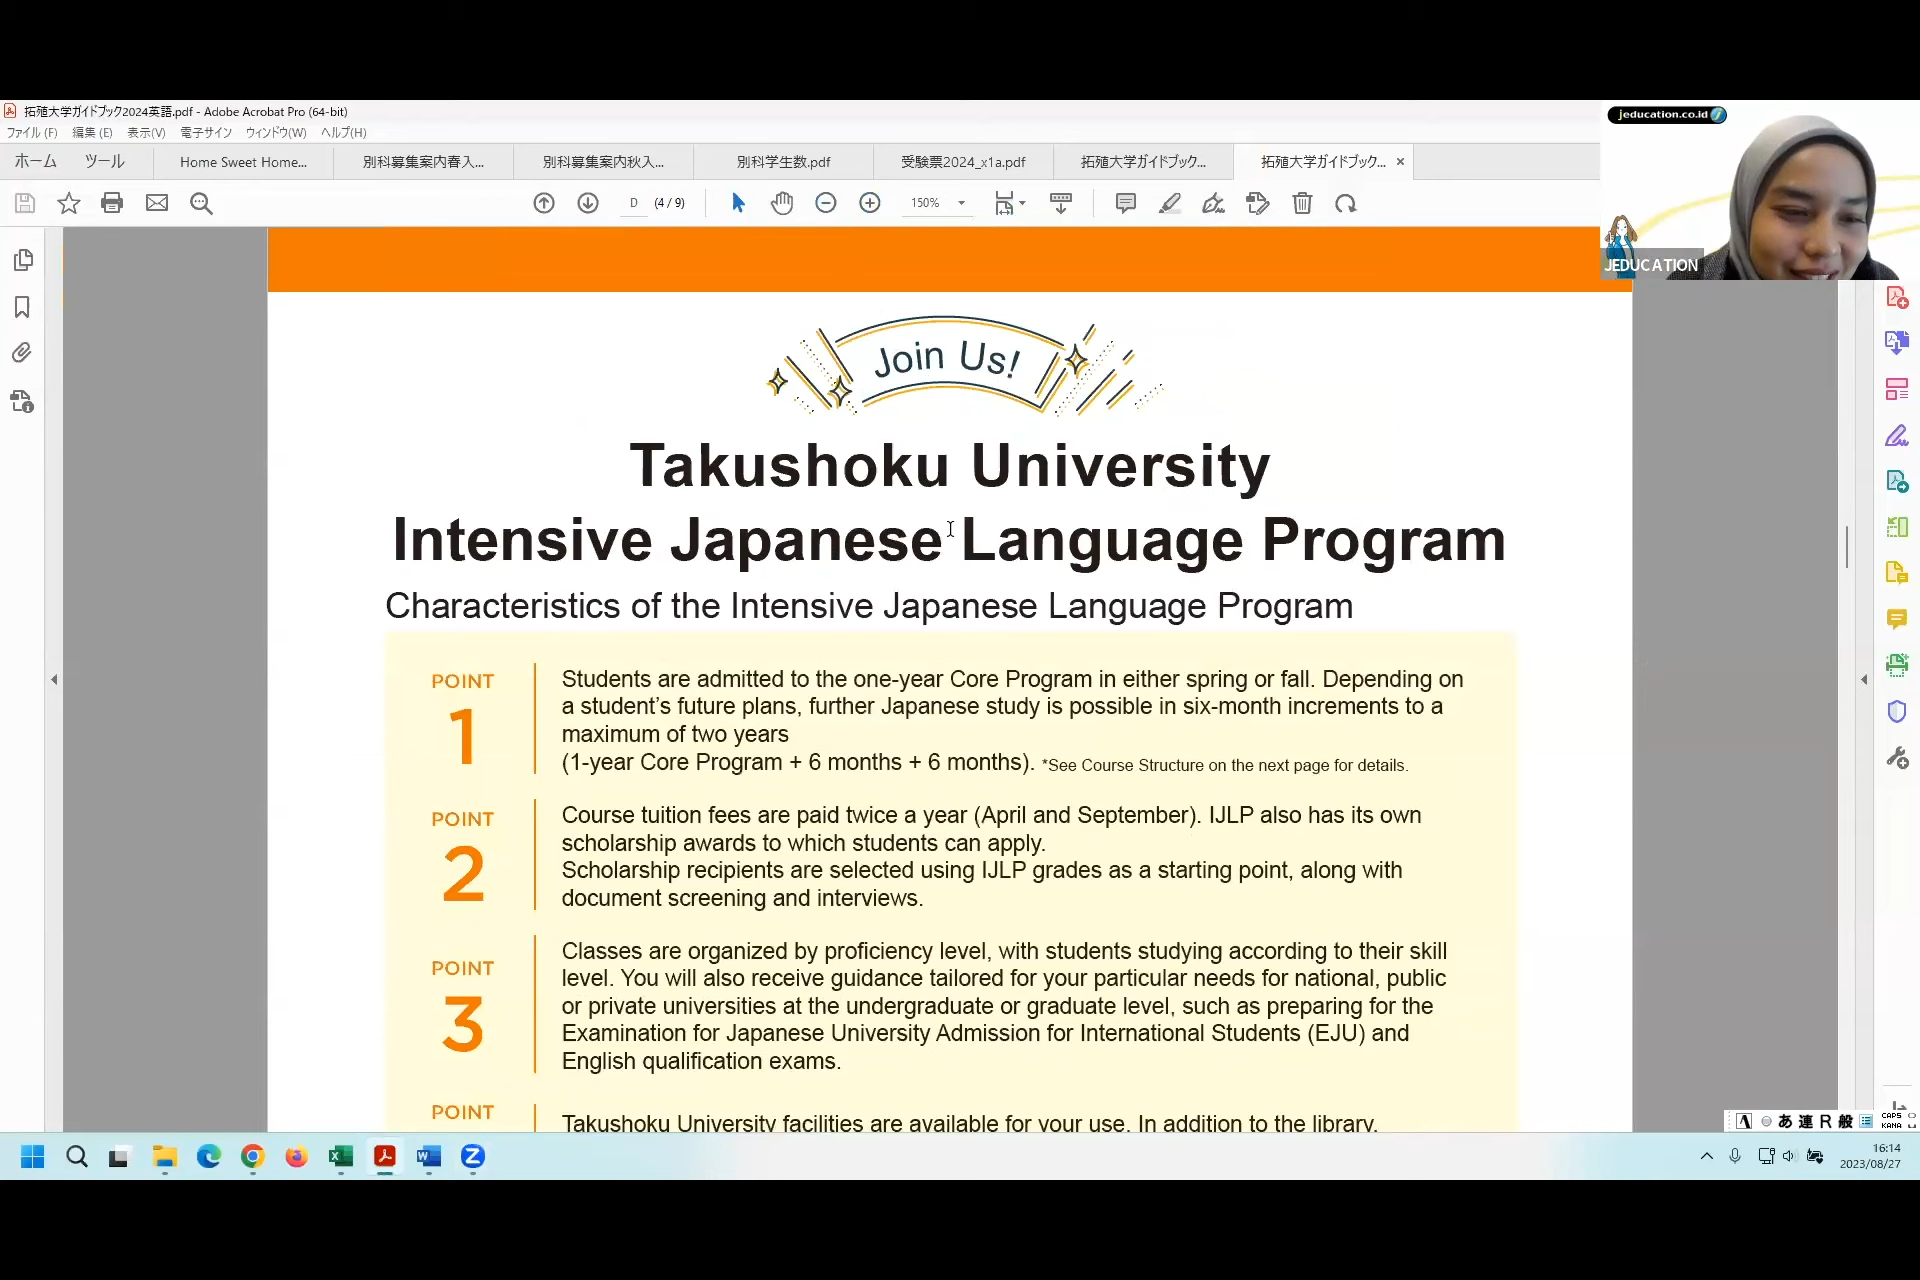 拓殖大学ガイドブック2024英語.pdf - Adobe Acrobat Pro (64-bit)
ファイル(F) 編集(E) 表示(V) 電子サイン ウィンドウ(W) ヘルプ(H)
ホーム ツール Home Sweet Home... 別科募集案内春入... 別科募集案内秋入... 別科学生数.pdf 受験票2024_x1a.pdf 拓殖大学ガイドブック... 拓殖大学ガイドブック... ×
D (4 / 9) 150%
jeducation.co.id
JEDUCATION
Join Us!
Takushoku University
Intensive Japanese Language Program
Characteristics of the Intensive Japanese Language Program
POINT
1
Students are admitted to the one-year Core Program in either spring or fall. Depending on
a student's future plans, further Japanese study is possible in six-month increments to a
maximum of two years
(1-year Core Program + 6 months + 6 months). *See Course Structure on the next page for details.
POINT
2
Course tuition fees are paid twice a year (April and September). IJLP also has its own
scholarship awards to which students can apply.
Scholarship recipients are selected using IJLP grades as a starting point, along with
document screening and interviews.
POINT
3
Classes are organized by proficiency level, with students studying according to their skill
level. You will also receive guidance tailored for your particular needs for national, public
or private universities at the undergraduate or graduate level, such as preparing for the
Examination for Japanese University Admission for International Students (EJU) and
English qualification exams.
POINT
Takushoku University facilities are available for your use. In addition to the library,
A あ 連 R 般 CAPS
KANA
16:14
2023/08/27